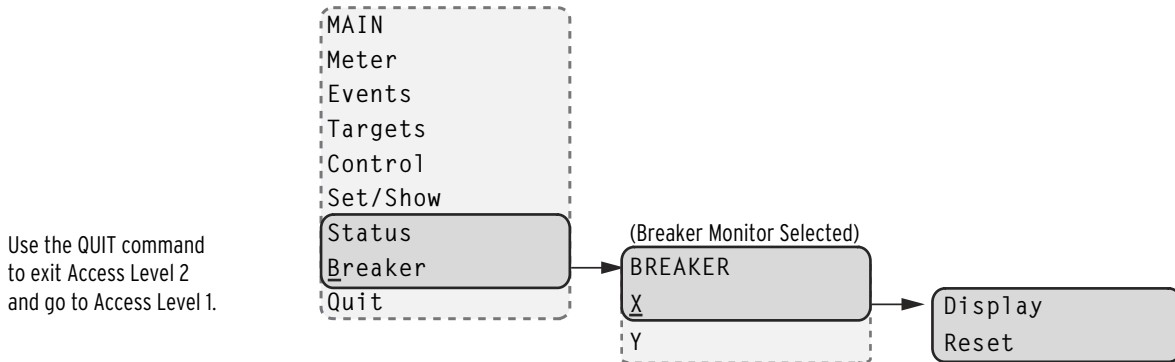 MAIN
Meter
Events
Targets
Control
Set/Show
Status
Breaker
Quit
Use the QUIT command
to exit Access Level 2
and go to Access Level 1.
(Breaker Monitor Selected)
BREAKER
X
Y
Display
Reset